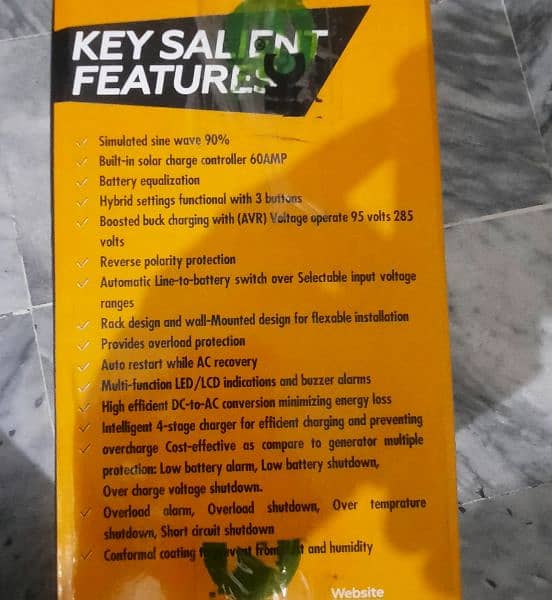 KEY SALIENT
FEATURES
Simulated sine wave 90%
Built-in solar charge controller 60AMP
Battery equalization
Hybrid settings functional with 3 buttons
Boosted buck charging with (AVR) Voltage operate 95 volts 285
volts
Reverse polarity protection
Automatic Line-to-battery switch over Selectable input voltage
ranges
Rack design and wall-Mounted design for flexable installation
Provides overload protection
Auto restart while AC recovery
Multi-function LED/LCD indications and buzzer alarms
High efficient DC-to-AC conversion minimizing energy loss
Intelligent 4-stage charger for efficient charging and preventing
overcharge Cost-effective as compare to generator multiple
protection: Low battery alarm, Low battery shutdown,
Over charge voltage shutdown.
Overload alarm, Overload shutdown, Over temprature
shutdown, Short circuit shutdown
Conformal coating from and humidity
Website